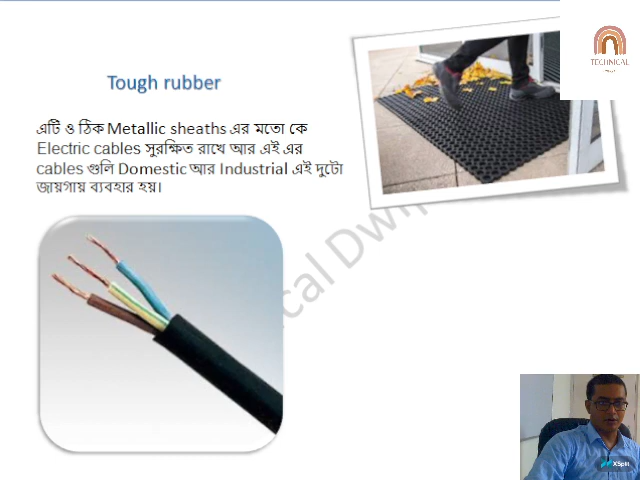 Tough rubber
এটি ও ঠিক Metallic sheaths এর মতো কে
Electric cables সুরক্ষিত রাখে আর এই এর
cables গুলি Domestic আর Industrial এই দুটো
জায়গায় ব্যবহার হয়।
TECHNICAL
XSplit